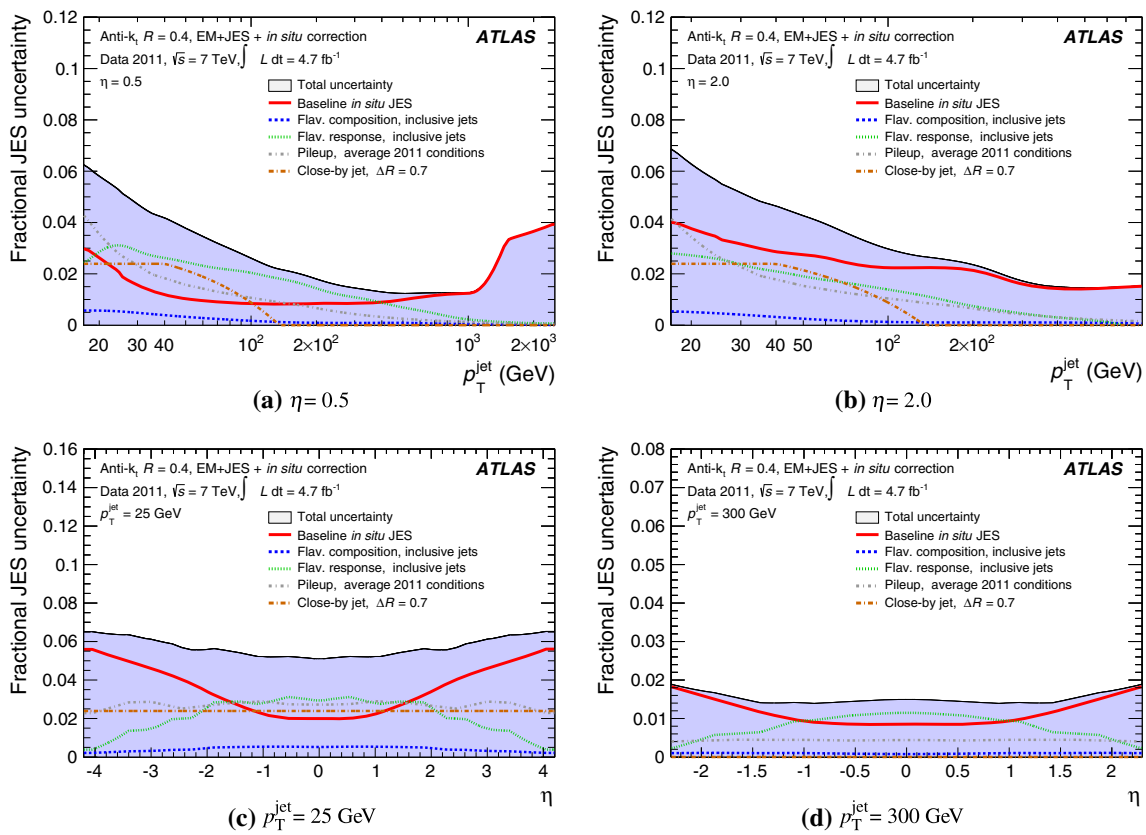 Fractional JES uncertainty
0.12
0.1
0.08
0.06
0.04
0.02
0
Anti-kt R = 0.4, EM+JES + in situ correction
ATLAS
Data 2011, √s = 7 TeV,∫ L dt = 4.7 fb-1
η = 0.5
Total uncertainty
Baseline in situ JES
Flav. composition, inclusive jets
Flav. response, inclusive jets
Pileup, average 2011 conditions
Close-by jet, ΔR = 0.7
20 30 40 10² 2×10² 10³ 2×10³
pT^jet (GeV)
(a) η = 0.5
Fractional JES uncertainty
0.12
0.1
0.08
0.06
0.04
0.02
0
Anti-kt R = 0.4, EM+JES + in situ correction
ATLAS
Data 2011, √s = 7 TeV,∫ L dt = 4.7 fb-1
η = 2.0
Total uncertainty
Baseline in situ JES
Flav. composition, inclusive jets
Flav. response, inclusive jets
Pileup, average 2011 conditions
Close-by jet, ΔR = 0.7
20 30 40 50 10² 2×10²
pT^jet (GeV)
(b) η = 2.0
Fractional JES uncertainty
0.16
0.14
0.12
0.1
0.08
0.06
0.04
0.02
0
Anti-kt R = 0.4, EM+JES + in situ correction
ATLAS
Data 2011, √s = 7 TeV,∫ L dt = 4.7 fb-1
pT^jet = 25 GeV
Total uncertainty
Baseline in situ JES
Flav. composition, inclusive jets
Flav. response, inclusive jets
Pileup, average 2011 conditions
Close-by jet, ΔR = 0.7
-4 -3 -2 -1 0 1 2 3 4
η
(c) pT^jet = 25 GeV
Fractional JES uncertainty
0.08
0.07
0.06
0.05
0.04
0.03
0.02
0.01
0
Anti-kt R = 0.4, EM+JES + in situ correction
ATLAS
Data 2011, √s = 7 TeV,∫ L dt = 4.7 fb-1
pT^jet = 300 GeV
Total uncertainty
Baseline in situ JES
Flav. composition, inclusive jets
Flav. response, inclusive jets
Pileup, average 2011 conditions
Close-by jet, ΔR = 0.7
-2 -1.5 -1 -0.5 0 0.5 1 1.5 2
η
(d) pT^jet = 300 GeV